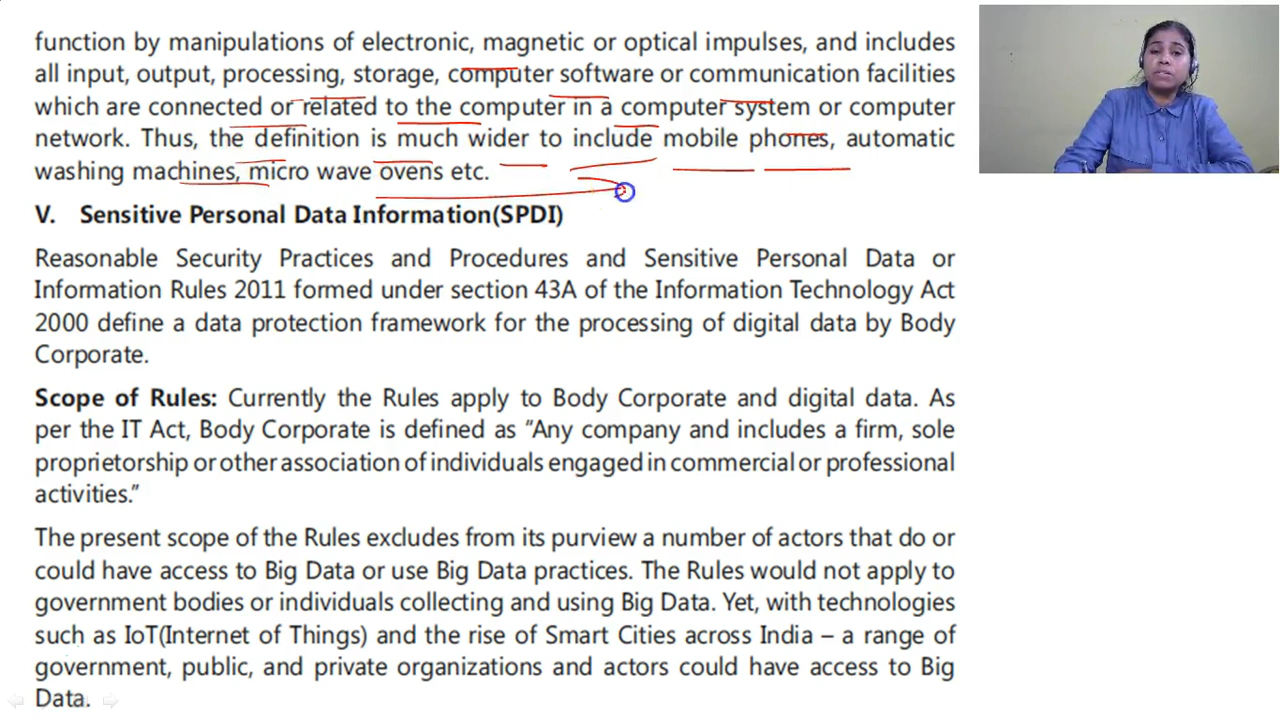 function by manipulations of electronic, magnetic or optical impulses, and includes
all input, output, processing, storage, computer software or communication facilities
which are connected or related to the computer in a computer system or computer
network. Thus, the definition is much wider to include mobile phones, automatic
washing machines, micro wave ovens etc.
V. Sensitive Personal Data Information(SPDI)
Reasonable Security Practices and Procedures and Sensitive Personal Data or
Information Rules 2011 formed under section 43A of the Information Technology Act
2000 define a data protection framework for the processing of digital data by Body
Corporate.
Scope of Rules: Currently the Rules apply to Body Corporate and digital data. As
per the IT Act, Body Corporate is defined as “Any company and includes a firm, sole
proprietorship or other association of individuals engaged in commercial or professional
activities.”
The present scope of the Rules excludes from its purview a number of actors that do or
could have access to Big Data or use Big Data practices. The Rules would not apply to
government bodies or individuals collecting and using Big Data. Yet, with technologies
such as IoT(Internet of Things) and the rise of Smart Cities across India – a range of
government, public, and private organizations and actors could have access to Big
Data.